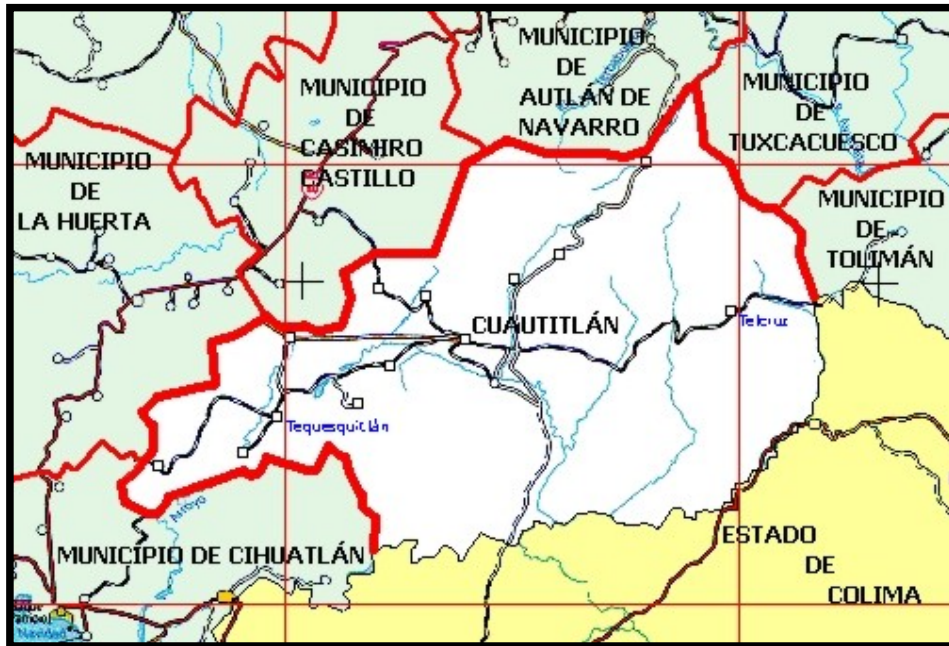 MUNICIPIO
DE
AUTLÁN DE
NAVARRO
MUNICIPIO
DE
CASIMIRO
CASTILLO
MUNICIPIO
DE
TUXCACUESCO
MUNICIPIO
DE
LA HUERTA
MUNICIPIO
DE
TOLIMÁN
CUAUTITLÁN
Telcruz
Tequesquitlán
Arroyo
MUNICIPIO DE CIHUATLÁN
ESTADO
DE
COLIMA
Navidad